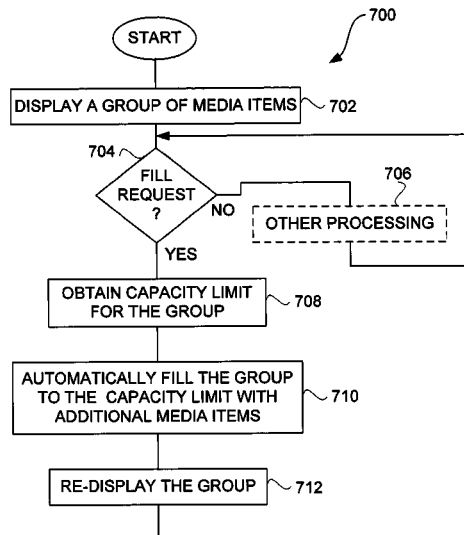 START
700
DISPLAY A GROUP OF MEDIA ITEMS
702
704
FILL
REQUEST
?
NO
YES
706
OTHER PROCESSING
OBTAIN CAPACITY LIMIT
FOR THE GROUP
708
AUTOMATICALLY FILL THE GROUP
TO THE CAPACITY LIMIT WITH
ADDITIONAL MEDIA ITEMS
710
RE-DISPLAY THE GROUP
712